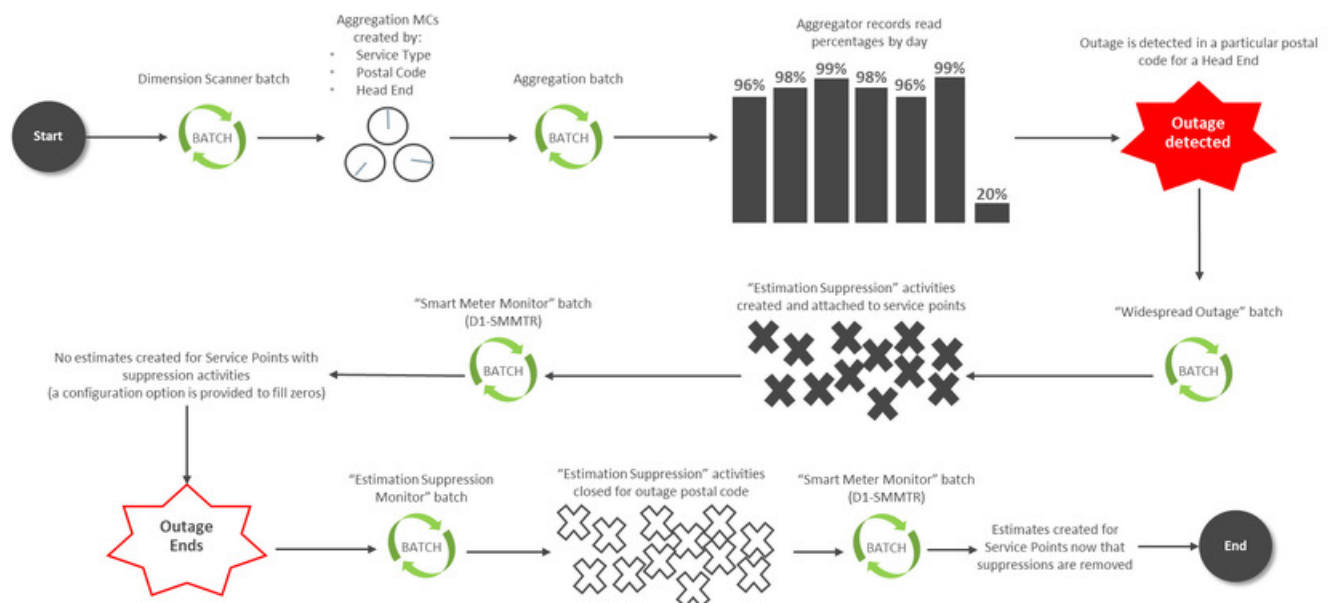 Aggregation MCs
created by:
• Service Type
• Postal Code
• Head End
Dimension Scanner batch
Aggregation batch
Aggregator records read
percentages by day
Outage is detected in a particular postal
code for a Head End
Start
BATCH
BATCH
96%
98%
99%
98%
96%
99%
20%
Outage
detected
"Estimation Suppression" activities
created and attached to service points
"Smart Meter Monitor" batch
(D1-SMMTR)
"Widespread Outage" batch
No estimates created for Service Points with
suppression activities
(a configuration option is provided to fill zeros)
BATCH
BATCH
"Estimation Suppression
Monitor" batch
"Estimation Suppression" activities
closed for outage postal code
"Smart Meter Monitor" batch
(D1-SMMTR)
Outage
Ends
BATCH
BATCH
Estimates created for
Service Points now that
suppressions are removed
End